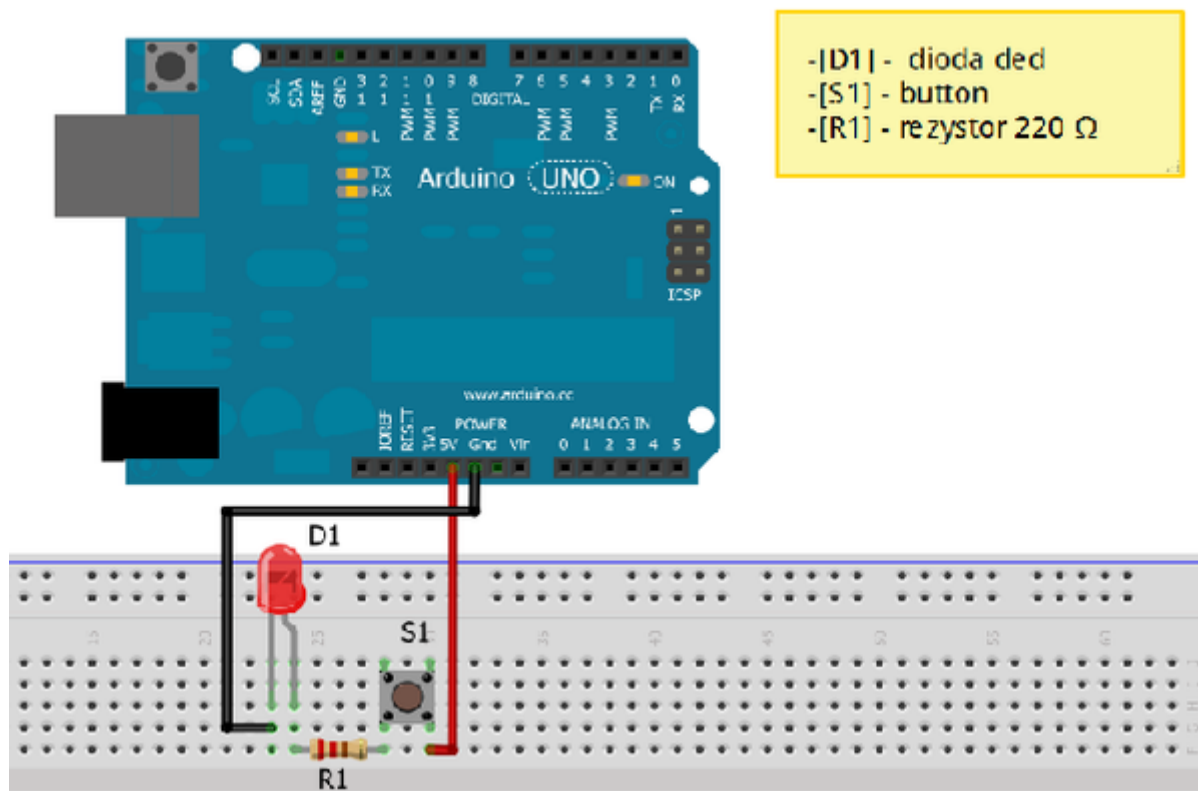 -[D1] - dioda ded
-[S1] - button
-[R1] - rezystor 220 Ω
SCL
SDA
AREF
GND
13
12
PWM 11
PWM 10
PWM 9
8
DIGITAL
7
PWM 6
PWM 5
4
PWM 3
2
TX 1
RX 0
L
TX
RX
Arduino UNO
ON
1
ICSP
www.arduino.cc
POWER
ANALOG IN
IOREF
RESET
3V3
5V
Gnd
Vin
0 1 2 3 4 5
D1
S1
15 20 25 35 40 45 50 55 60
R1